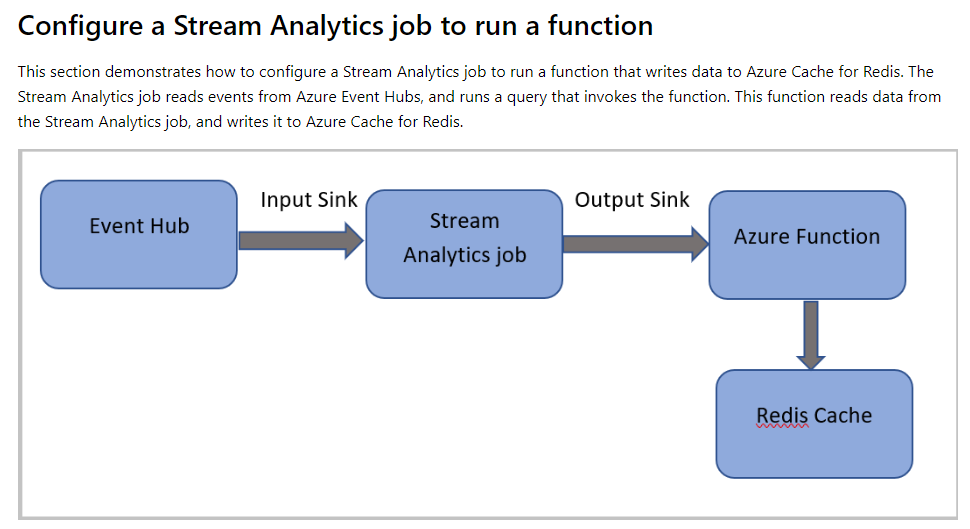 Configure a Stream Analytics job to run a function
This section demonstrates how to configure a Stream Analytics job to run a function that writes data to Azure Cache for Redis. The
Stream Analytics job reads events from Azure Event Hubs, and runs a query that invokes the function. This function reads data from
the Stream Analytics job, and writes it to Azure Cache for Redis.
Event Hub
Input Sink
Stream
Analytics job
Output Sink
Azure Function
Redis Cache